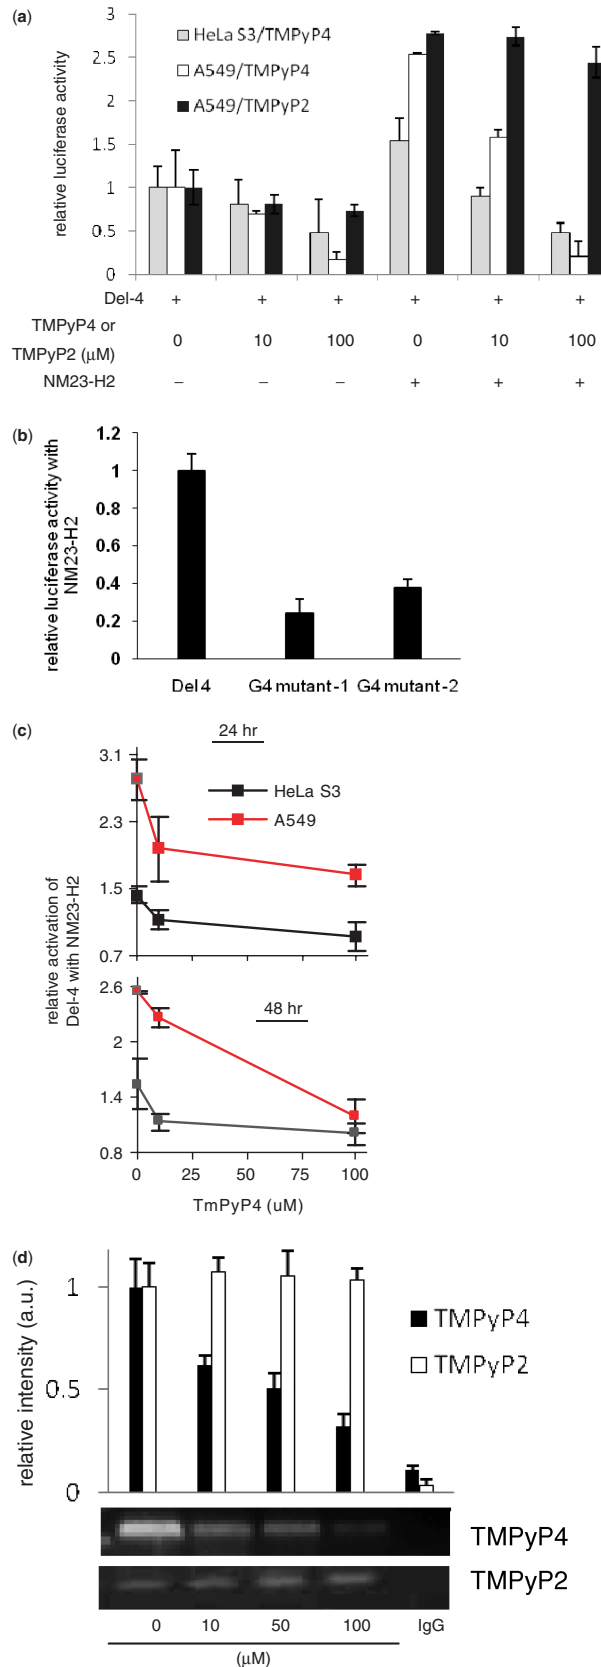 (a)
3
HeLa S3/TMPyP4
2.5
A549/TMPyP4
2
A549/TMPyP2
1.5
1
0.5
0
relative luciferase activity
Del-4 + + + + + +
TMPyP4 or
TMPyP2 (µM) 0 10 100 0 10 100
NM23-H2 – – – + + +
(b)
1.2
1
0.8
0.6
0.4
0.2
0
relative luciferase activity with
NM23-H2
Del 4 G4 mutant-1 G4 mutant-2
(c)
24 hr
3.1
HeLa S3
2.3
A549
1.5
0.7
relative activation of
Del-4 with NM23-H2
2.6
48 hr
2
1.4
0.8
0 25 50 75 100
TmPyP4 (uM)
(d)
1
TMPyP4
TMPyP2
0.5
0
relative intensity (a.u.)
TMPyP4
TMPyP2
0 10 50 100 IgG
(µM)